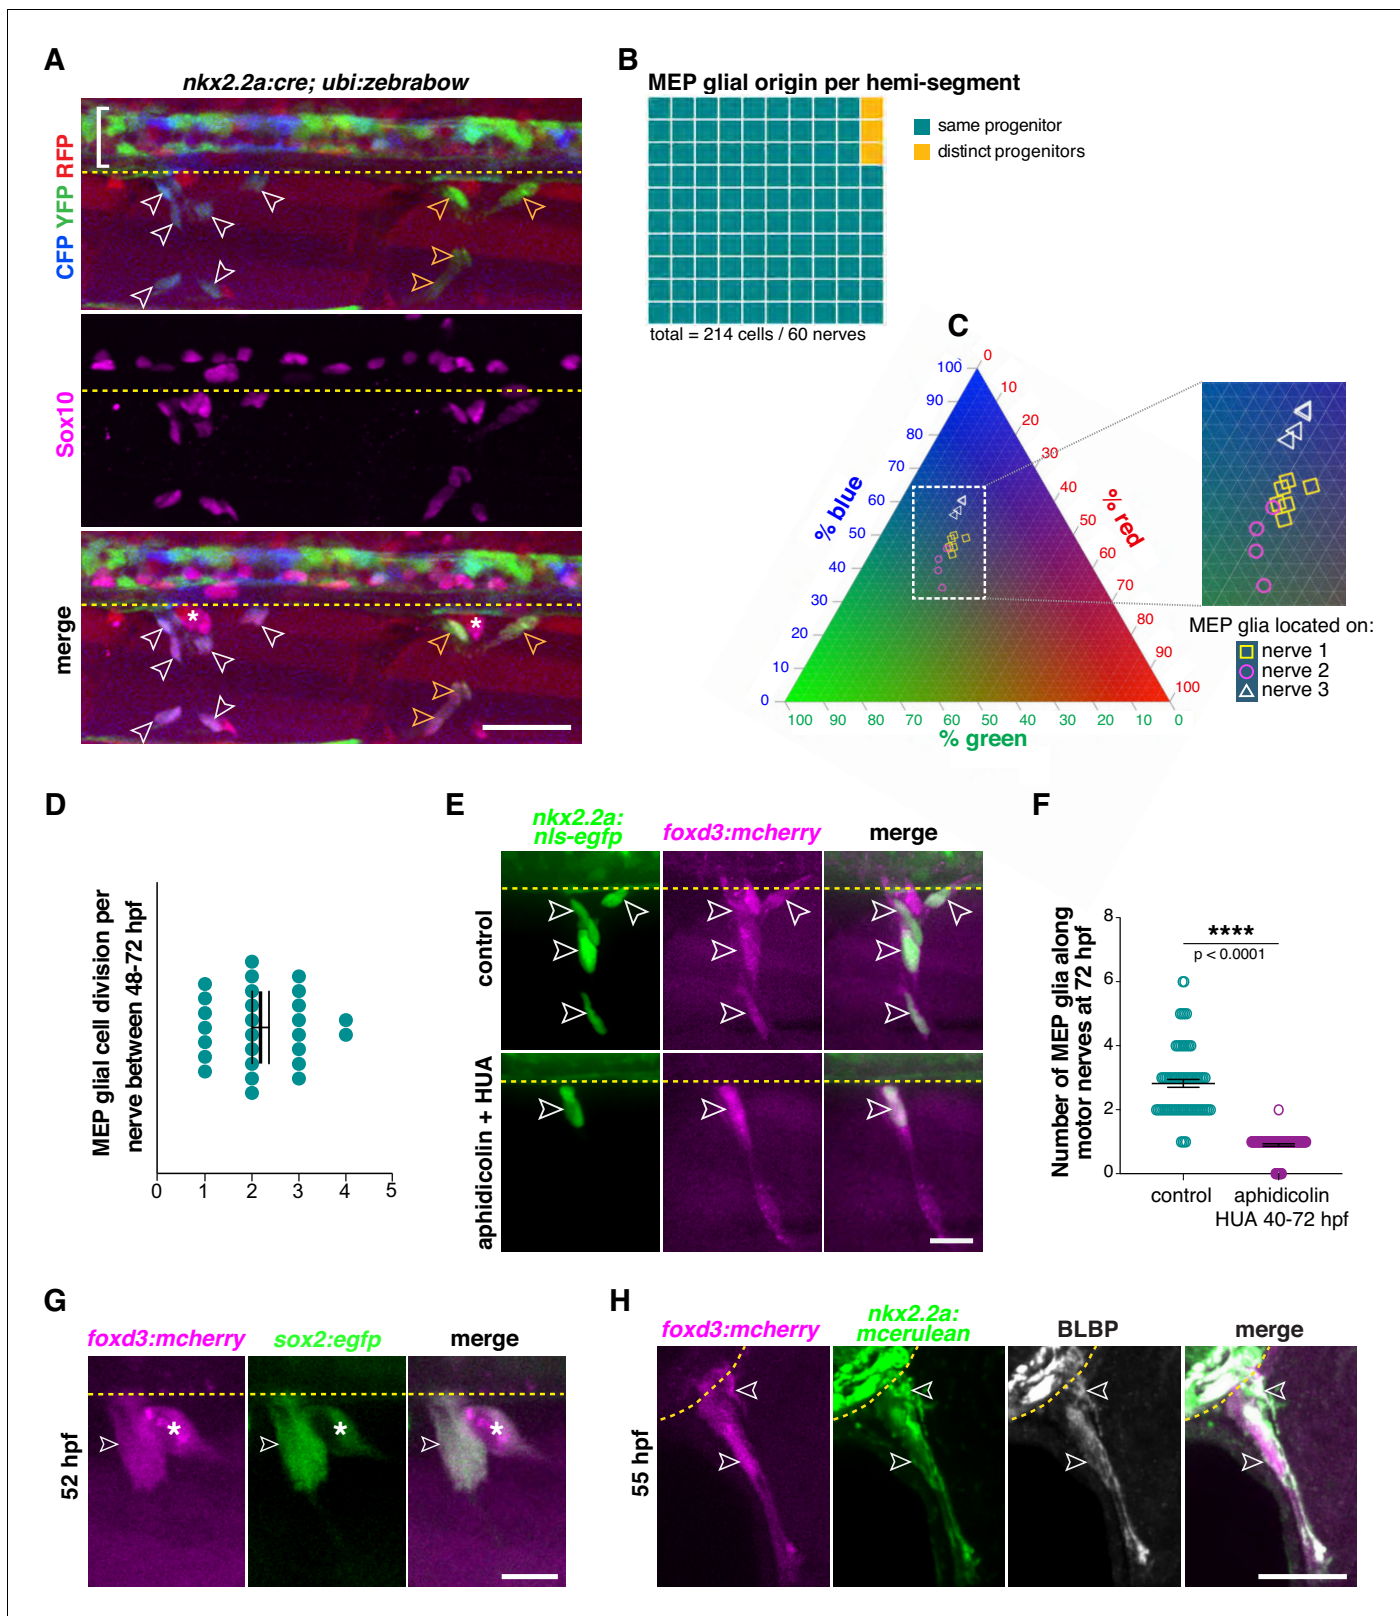 A
nkx2.2a:cre; ubi:zebrabow
CFP YFP RFP
Sox10
merge
*
*
B
MEP glial origin per hemi-segment
same progenitor
distinct progenitors
total = 214 cells / 60 nerves
C
% blue
100
90
80
70
60
50
40
30
20
10
0
% red
0
10
20
30
40
50
60
70
80
90
100
100 90 80 70 60 50 40 30 20 10 0
% green
MEP glia located on:
nerve 1
nerve 2
nerve 3
D
MEP glial cell division per
nerve between 48-72 hpf
0 1 2 3 4 5
E
nkx2.2a:
nls-egfp
foxd3:mcherry
merge
control
aphidicolin + HUA
F
Number of MEP glia along
motor nerves at 72 hpf
8
6
4
2
0
****
p < 0.0001
control
aphidicolin
HUA 40-72 hpf
G
foxd3:mcherry
sox2:egfp
merge
52 hpf
*
*
*
H
foxd3:mcherry
nkx2.2a:
mcerulean
BLBP
merge
55 hpf